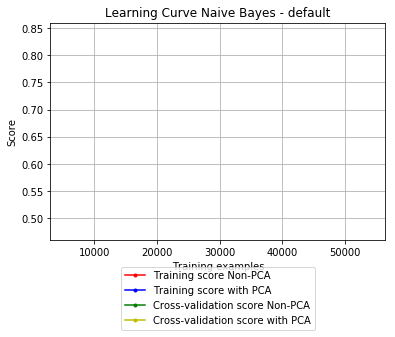 Learning Curve Naive Bayes - default
0.85
0.80
0.75
0.70
0.65
0.60
0.55
0.50
Score
10000 20000 30000 40000 50000
Training examples
Training score Non-PCA
Training score with PCA
Cross-validation score Non-PCA
Cross-validation score with PCA